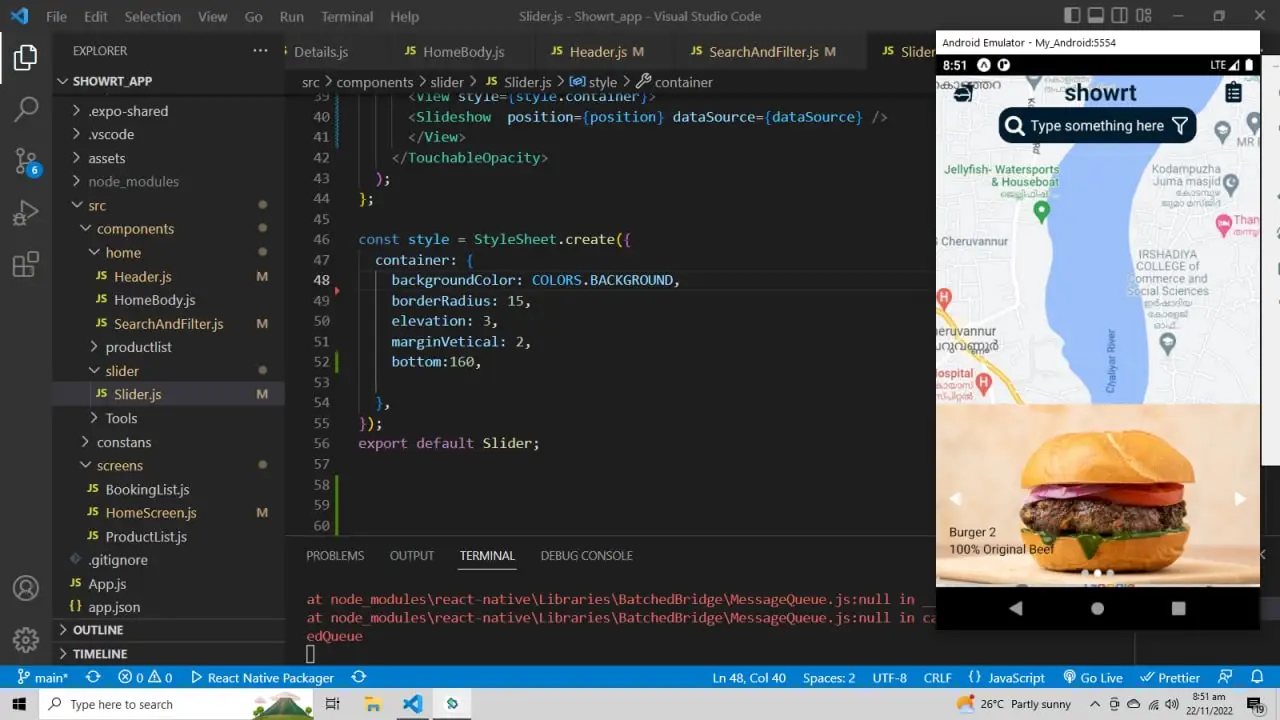 File Edit Selection View Go Run Terminal Help
Slider.js - Showrt_app - Visual Studio Code
EXPLORER
SHOWRT_APP
.expo-shared
.vscode
assets
node_modules
src
components
home
JS Header.js M
JS HomeBody.js
JS SearchAndFilter.js M
productlist
slider
JS Slider.js M
Tools
constans
screens
JS BookingList.js
JS HomeScreen.js M
JS ProductList.js
.gitignore
JS App.js
{} app.json
OUTLINE
TIMELINE
6
Details.js
JS HomeBody.js
JS Header.js M
JS SearchAndFilter.js M
JS Slider
src > components > slider > JS Slider.js > style > container
39 <View style={style.container}>
40 <Slideshow position={position} dataSource={dataSource} />
41 </View>
42 </TouchableOpacity>
43 );
44 };
45
46 const style = StyleSheet.create({
47 container: {
48 backgroundColor: COLORS.BACKGROUND,
49 borderRadius: 15,
50 elevation: 3,
51 marginVetical: 2,
52 bottom:160,
53
54 },
55 });
56 export default Slider;
57
58
59
60
PROBLEMS OUTPUT TERMINAL DEBUG CONSOLE
at node_modules\react-native\Libraries\BatchedBridge\MessageQueue.js:null in
at node_modules\react-native\Libraries\BatchedBridge\MessageQueue.js:null in ca
edQueue
Android Emulator - My_Android:5554
8:51 LTE
showrt
Type something here
MR
Jellyfish- Watersports
& Houseboat
Kodampuzha
Juma masjid
കോടമ്പുഴ
ജുമാ മസ്ജിദ്
Cheruvannur
IRSHADIYA
COLLEGE of
Commerce and
Social Sciences
ഇർഷാദിയ
കോളേജ്
ഓഫ്...
H
eruvannur
റുവണ്ണൂർ
Chaliyar River
ospital
H
Burger 2
100% Original Beef
main* 0 0 React Native Packager
Ln 48, Col 40 Spaces: 2 UTF-8 CRLF {} JavaScript Go Live Prettier
Type here to search
26°C Partly sunny
8:51 am
22/11/2022
19